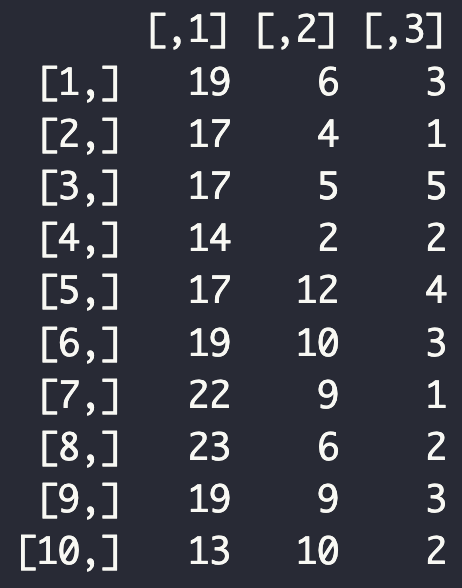 [,1] [,2] [,3]
[1,] 19 6 3
[2,] 17 4 1
[3,] 17 5 5
[4,] 14 2 2
[5,] 17 12 4
[6,] 19 10 3
[7,] 22 9 1
[8,] 23 6 2
[9,] 19 9 3
[10,] 13 10 2